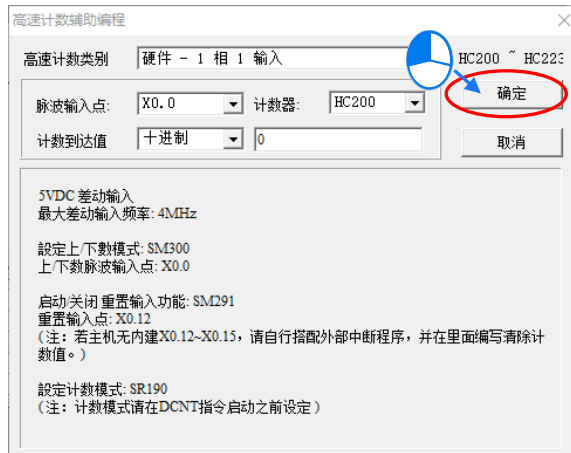 高速计数辅助编程
高速计数类别 硬件 - 1 相 1 输入 HC200 ~ HC223
脉波输入点: X0.0 计数器: HC200 确定
计数到达值 十进制 0 取消
5VDC 差动输入
最大差动输入频率: 4MHz
設定上/下數模式: SM300
上/下数脉波输入点: X0.0
启动/关闭 重置输入功能: SM291
重置输入点: X0.12
(注：若主机无内建X0.12~X0.15，请自行搭配外部中断程序，并在里面编写清除计
数值。)
設定计数模式: SR190
(注：计数模式请在DCNT指令启动之前设定)